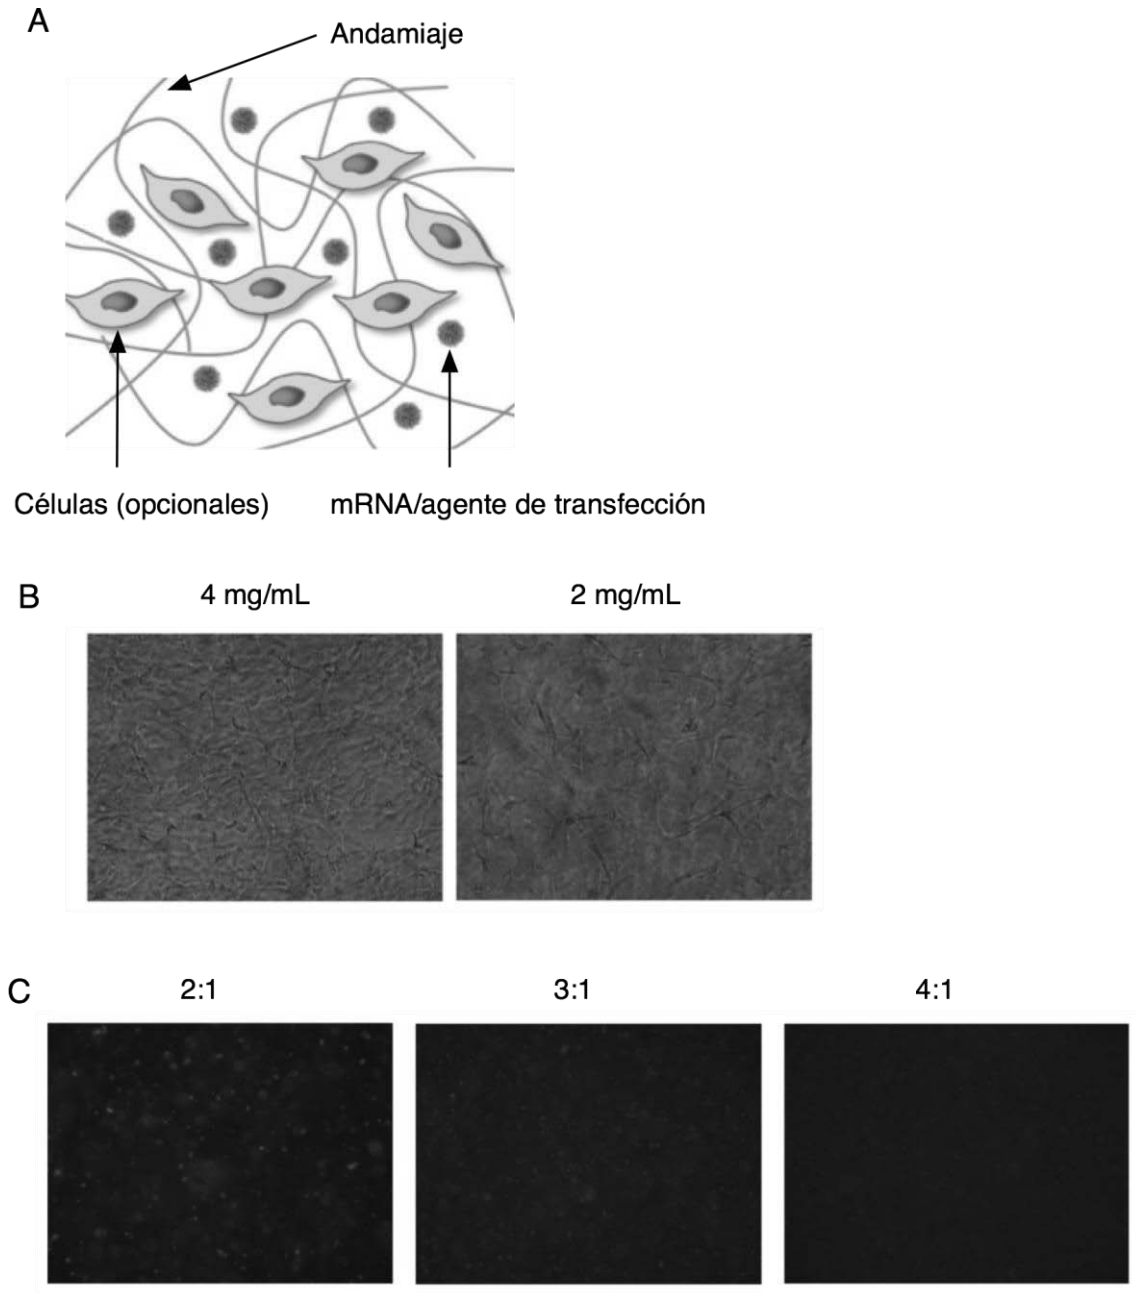 A
Andamiaje
Células (opcionales)
mRNA/agente de transfección
B
4 mg/mL
2 mg/mL
C
2:1
3:1
4:1